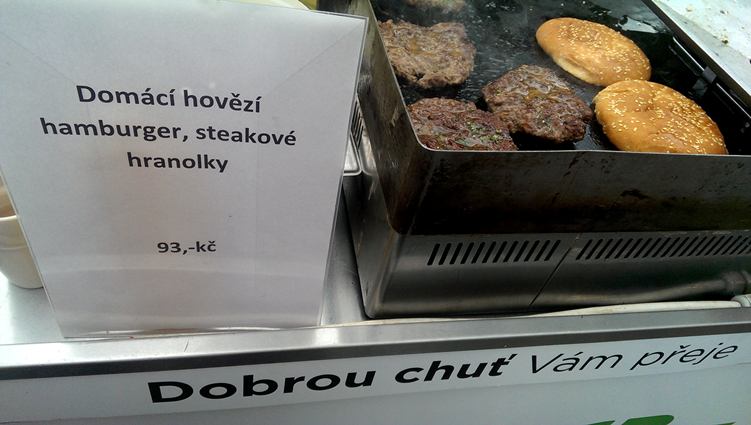 Domácí hovězí
hamburger, steakové
hranolky
93,-kč
Dobrou chuť Vám přeje